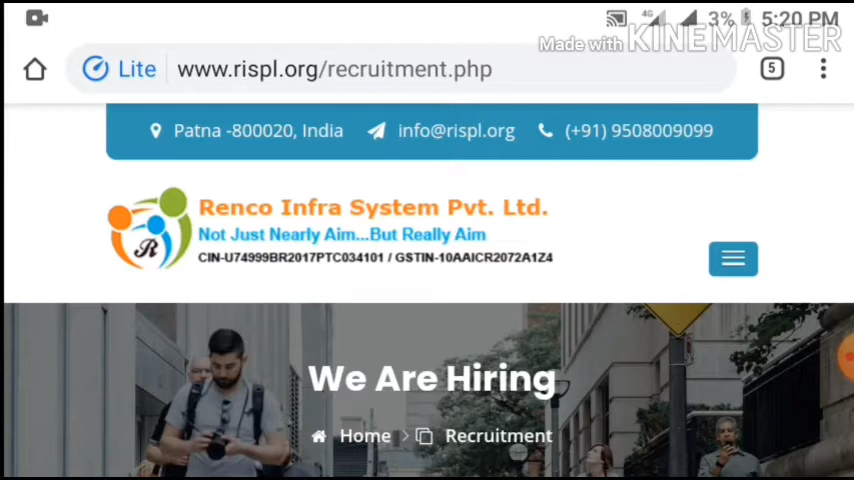 4G 3% 5:20 PM
Made with KINEMASTER
Lite www.rispl.org/recruitment.php 5
Patna -800020, India info@rispl.org (+91) 9508009099
Renco Infra System Pvt. Ltd.
Not Just Nearly Aim...But Really Aim
R CIN-U74999BR2017PTC034101 / GSTIN-10AAICR2072A1Z4
We Are Hiring
Home > Recruitment